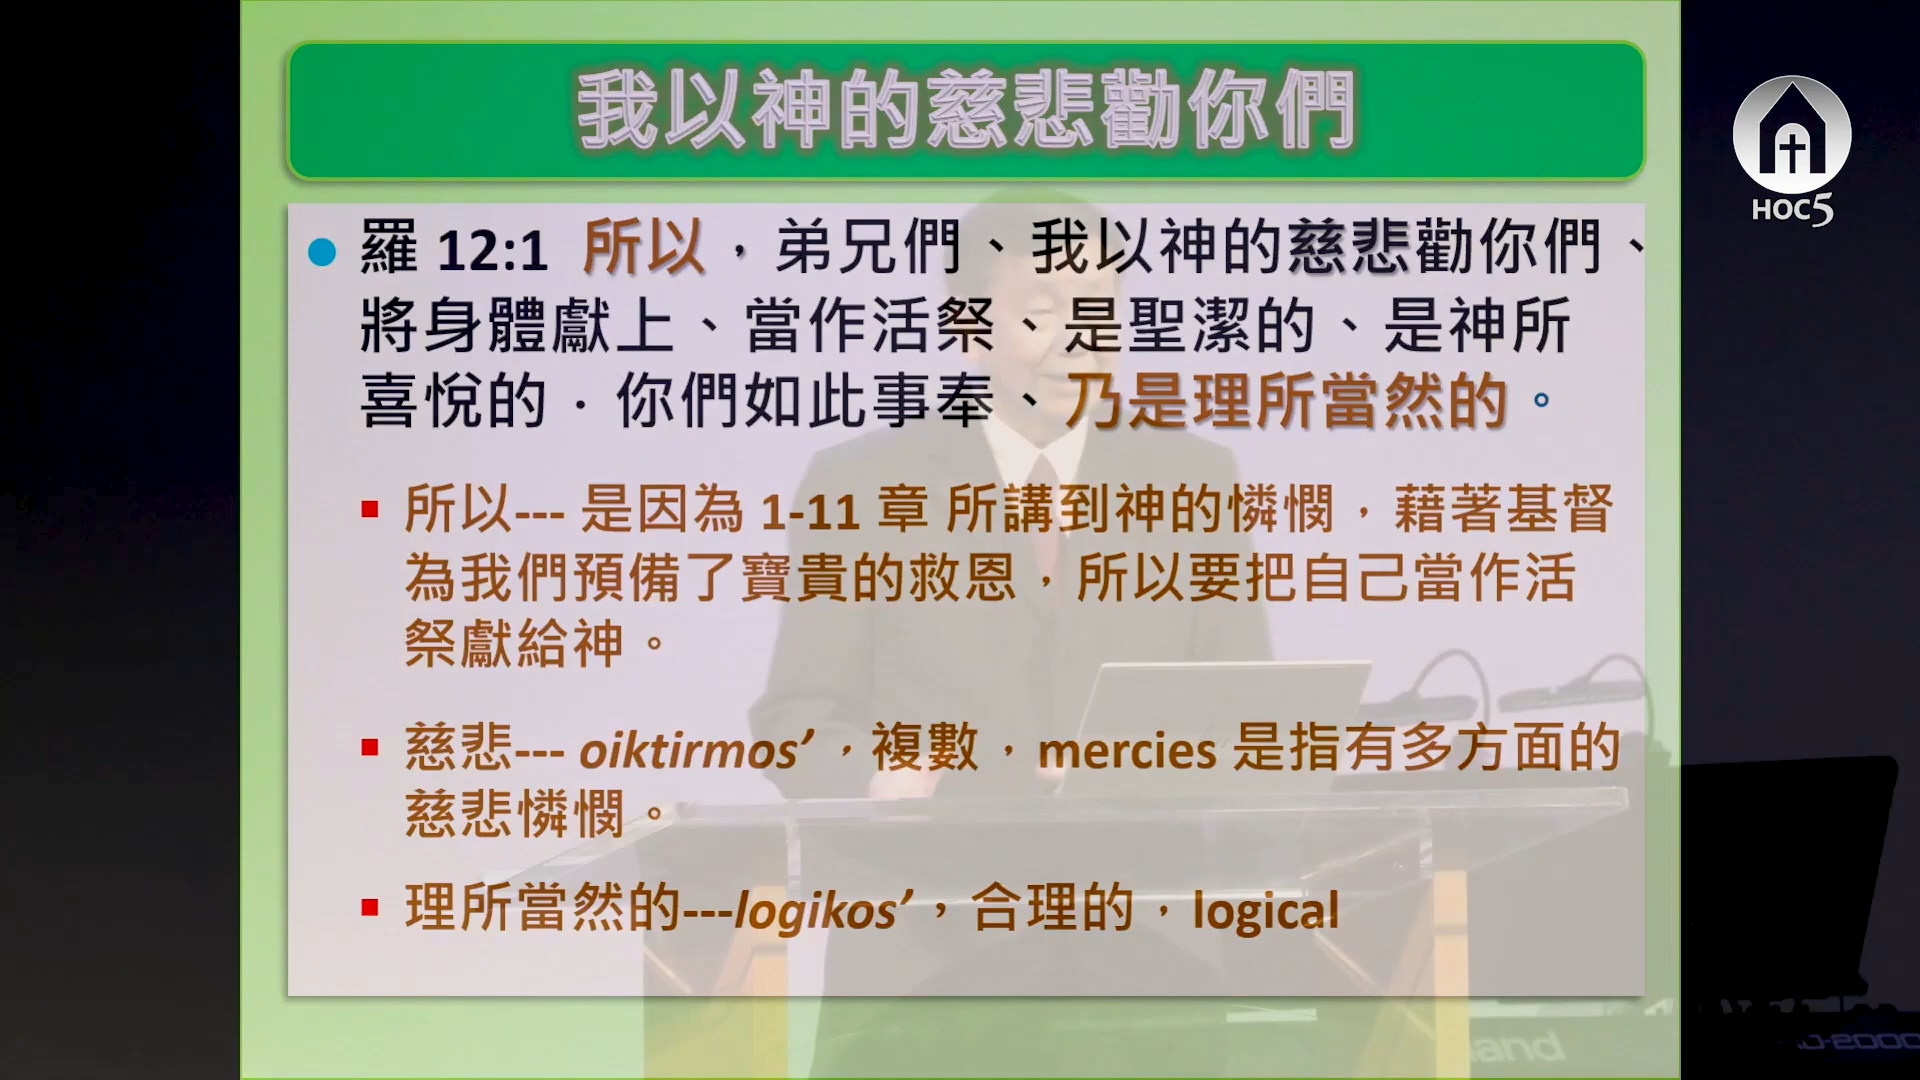 我以神的慈悲勸你們
羅 12:1 所以，弟兄們、我以神的慈悲勸你們、
將身體獻上、當作活祭、是聖潔的、是神所
喜悅的．你們如此事奉、乃是理所當然的。
所以--- 是因為 1-11 章 所講到神的憐憫，藉著基督
為我們預備了寶貴的救恩，所以要把自己當作活
祭獻給神。
慈悲--- oiktirmos’，複數，mercies 是指有多方面的
慈悲憐憫。
理所當然的---logikos’，合理的，logical
HOC5